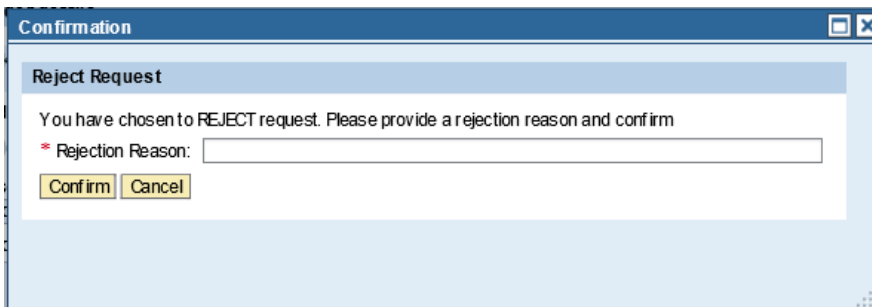 Confirmation
Reject Request
You have chosen to REJECT request. Please provide a rejection reason and confirm
* Rejection Reason:
Confirm Cancel